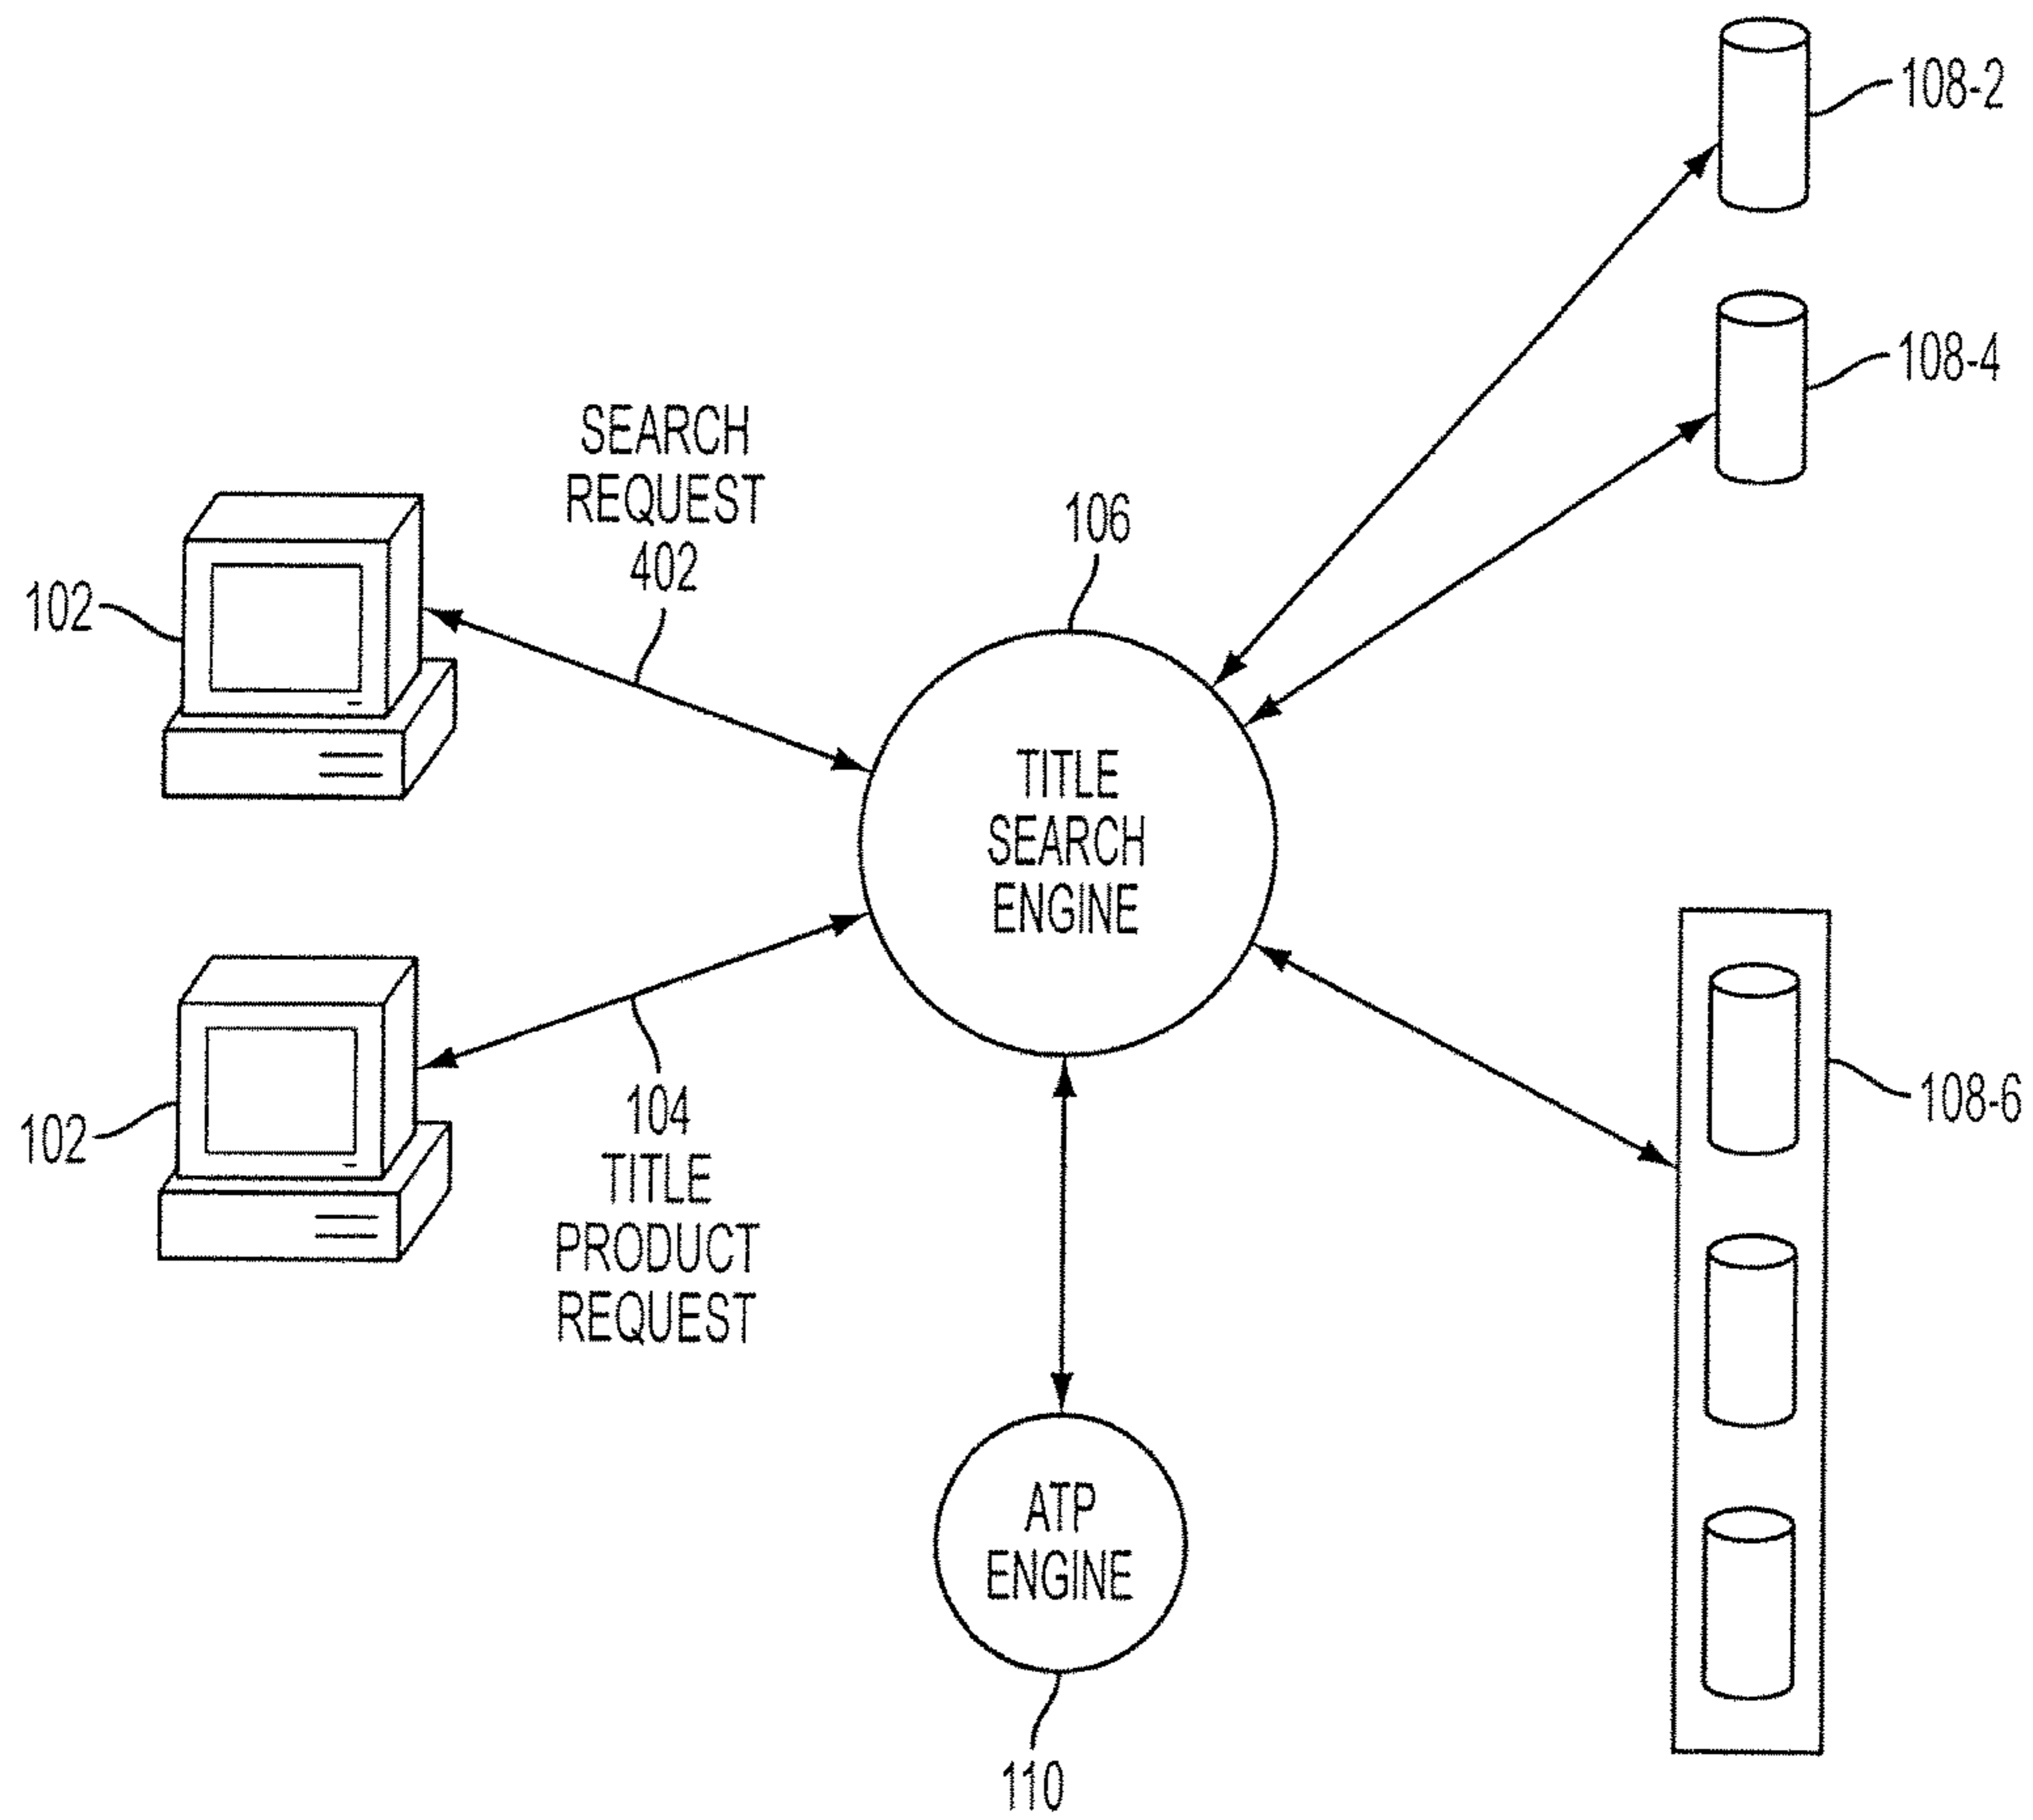 108-2
108-4
SEARCH
REQUEST
402
106
102
TITLE
SEARCH
ENGINE
102
104
TITLE
PRODUCT
REQUEST
108-6
ATP
ENGINE
110